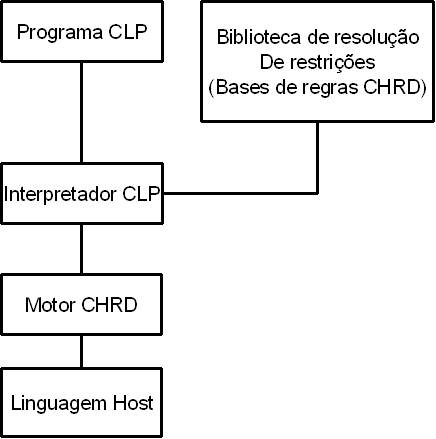 Programa CLP
Biblioteca de resolução
De restrições
(Bases de regras CHRD)
Interpretador CLP
Motor CHRD
Linguagem Host